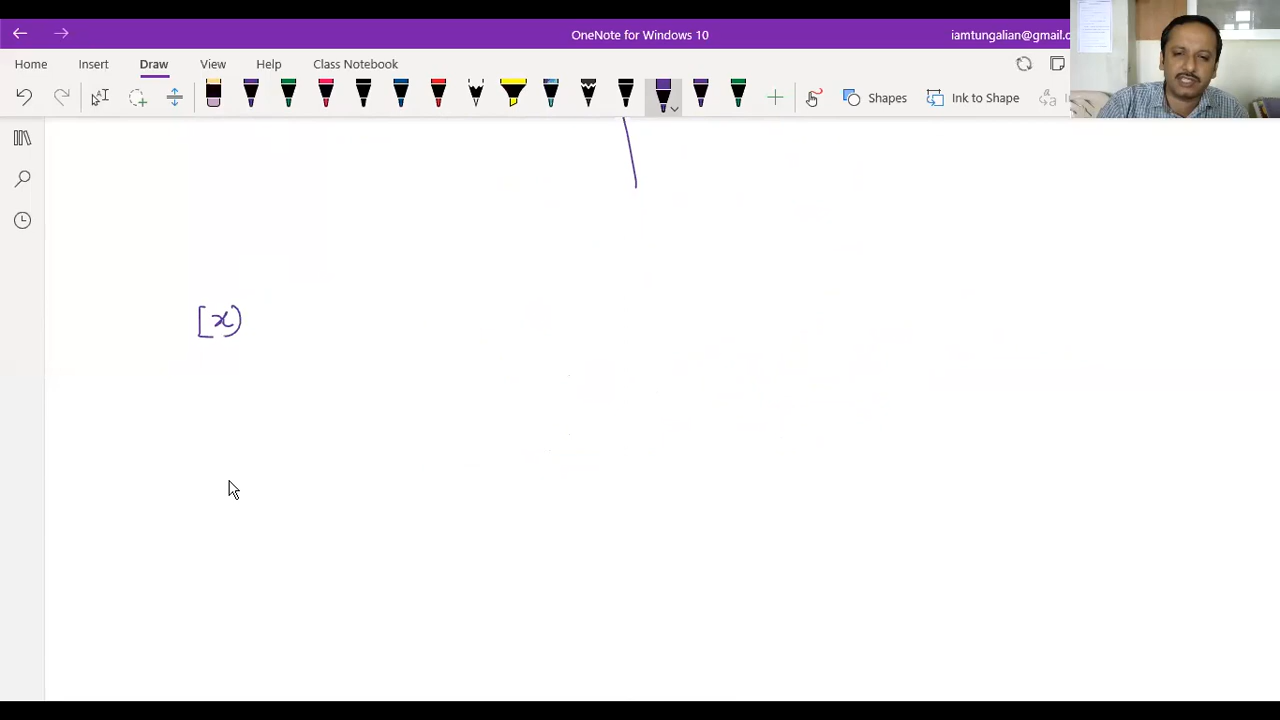 OneNote for Windows 10
iamtungalian@gmail.c
Home Insert Draw View Help Class Notebook
Shapes Ink to Shape
[x)